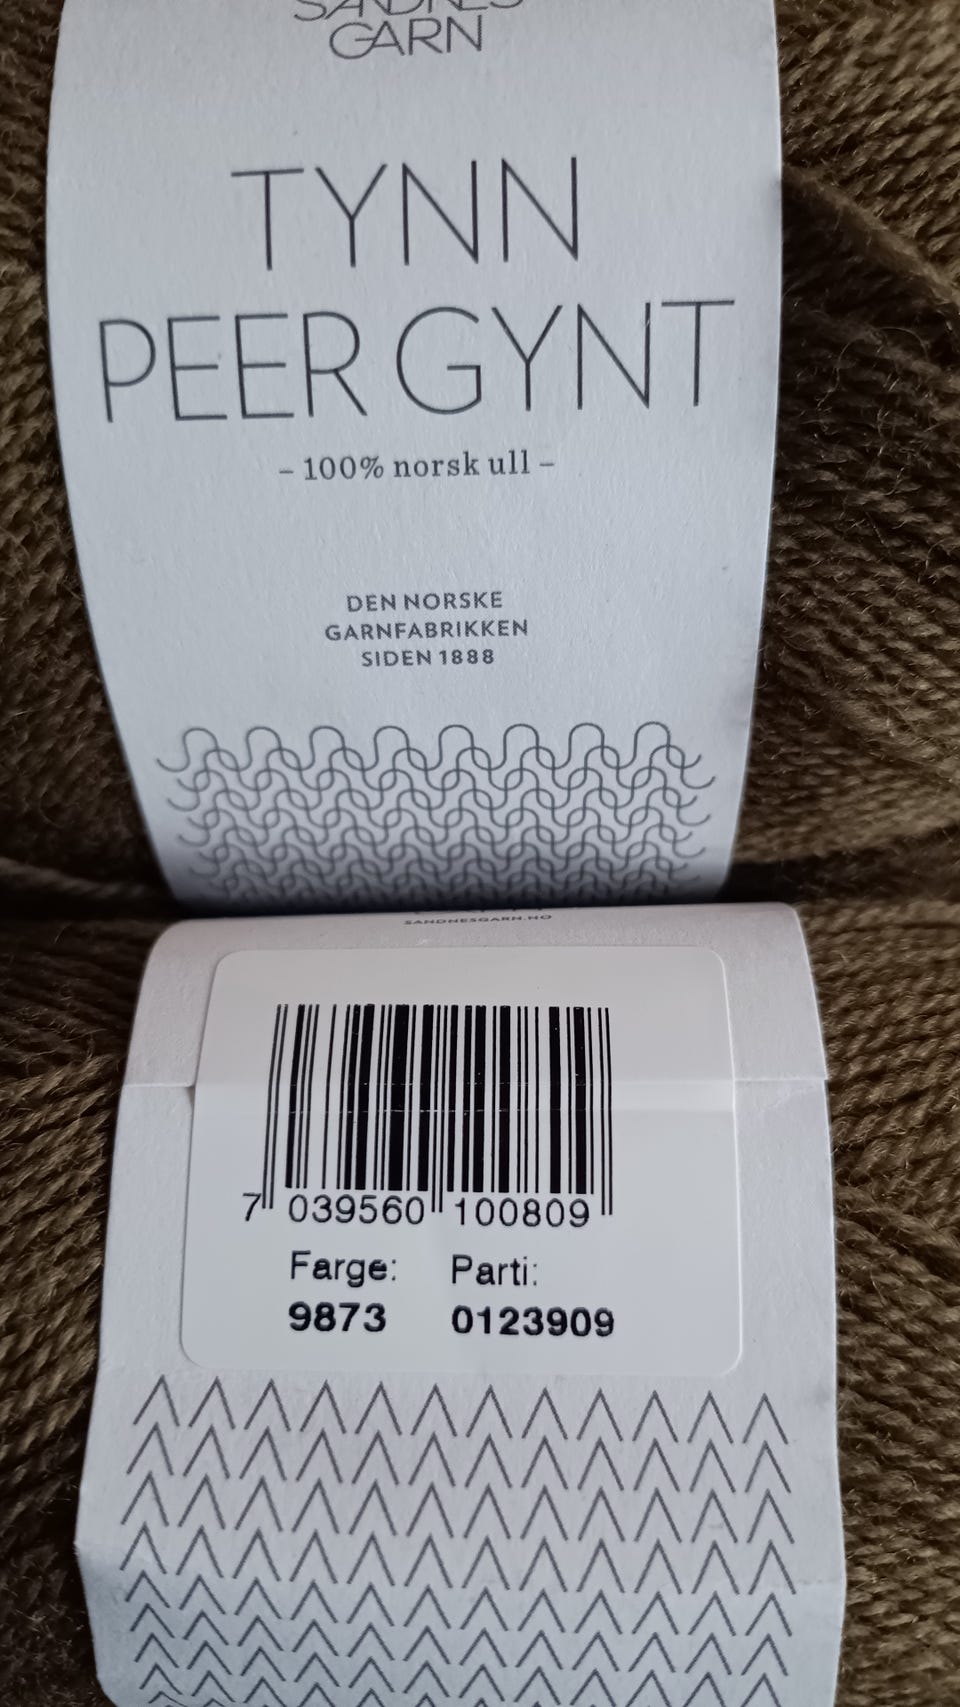 SANDNES
GARN
TYNN
PEER GYNT
– 100% norsk ull –
DEN NORSKE
GARNFABRIKKEN
SIDEN 1888
SANDNESGARN.NO
7 039560 100809
Farge: Parti:
9873 0123909